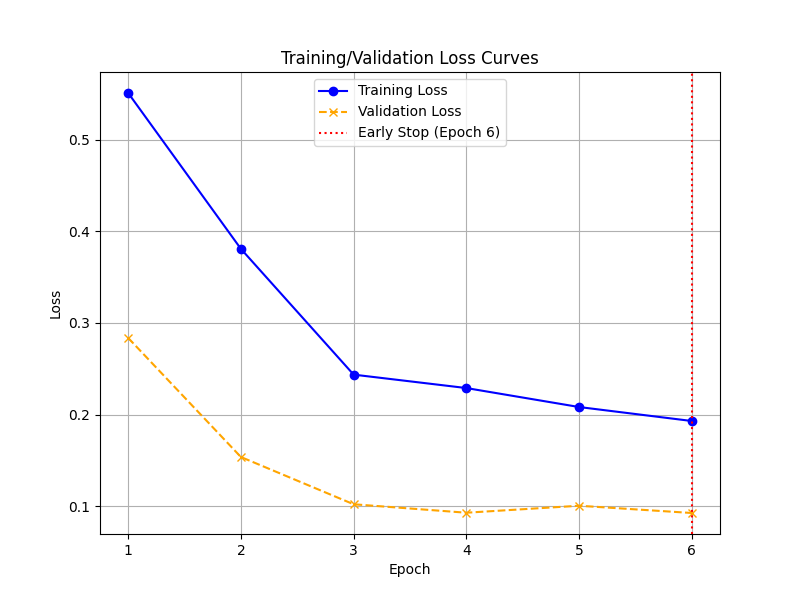 Training/Validation Loss Curves
Training Loss
Validation Loss
Early Stop (Epoch 6)
Loss
0.5
0.4
0.3
0.2
0.1
1 2 3 4 5 6
Epoch